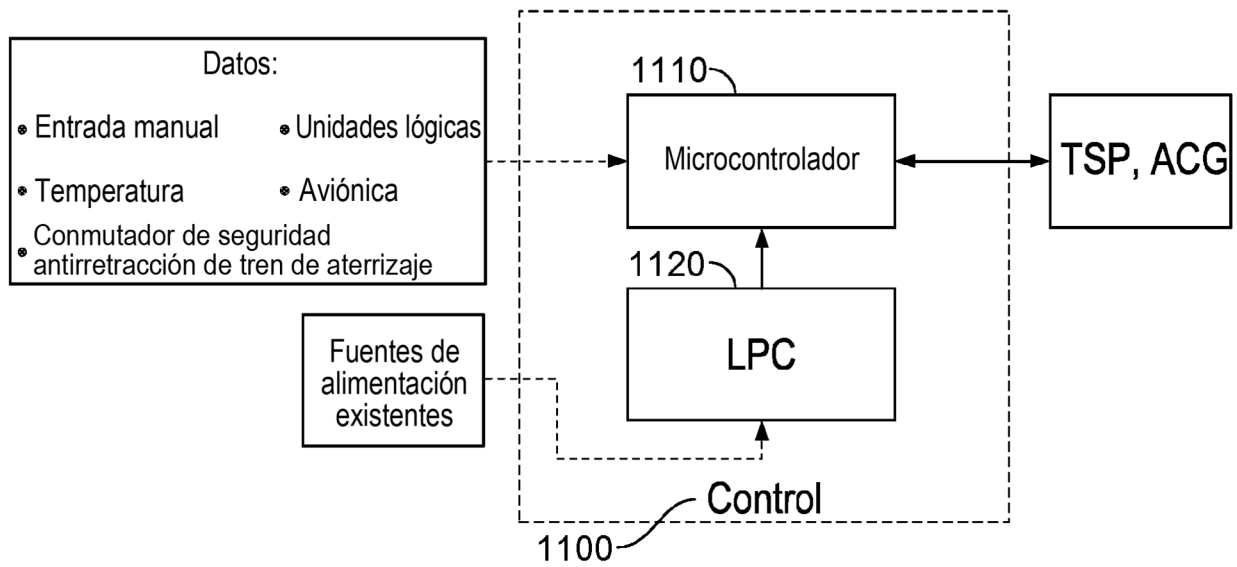 Datos:
• Entrada manual
• Unidades lógicas
• Temperatura
• Aviónica
• Conmutador de seguridad
antirretracción de tren de aterrizaje
1110
Microcontrolador
TSP, ACG
1120
LPC
Fuentes de
alimentación
existentes
Control
1100